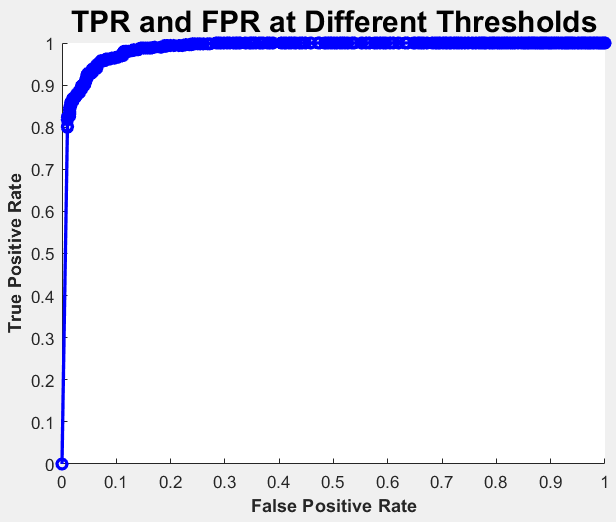 TPR and FPR at Different Thresholds
1
0.9
0.8
0.7
0.6
0.5
0.4
0.3
0.2
0.1
0
True Positive Rate
0 0.1 0.2 0.3 0.4 0.5 0.6 0.7 0.8 0.9 1
False Positive Rate